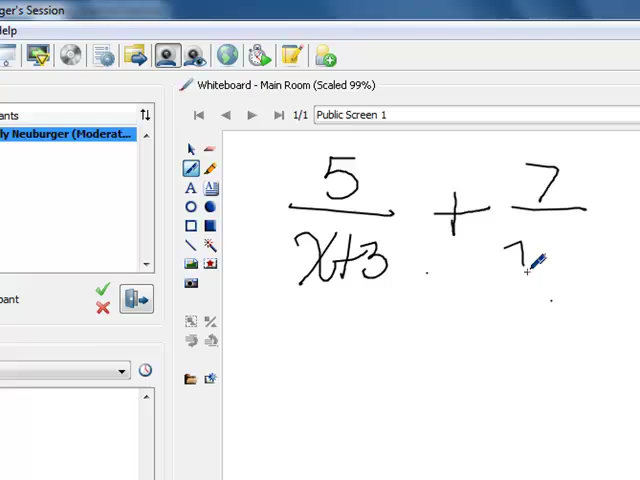 ger's Session
Help
Whiteboard - Main Room (Scaled 99%)
ants
1/1 Public Screen 1
ly Neuburger (Moderat...
5 + 7
x+3
pant